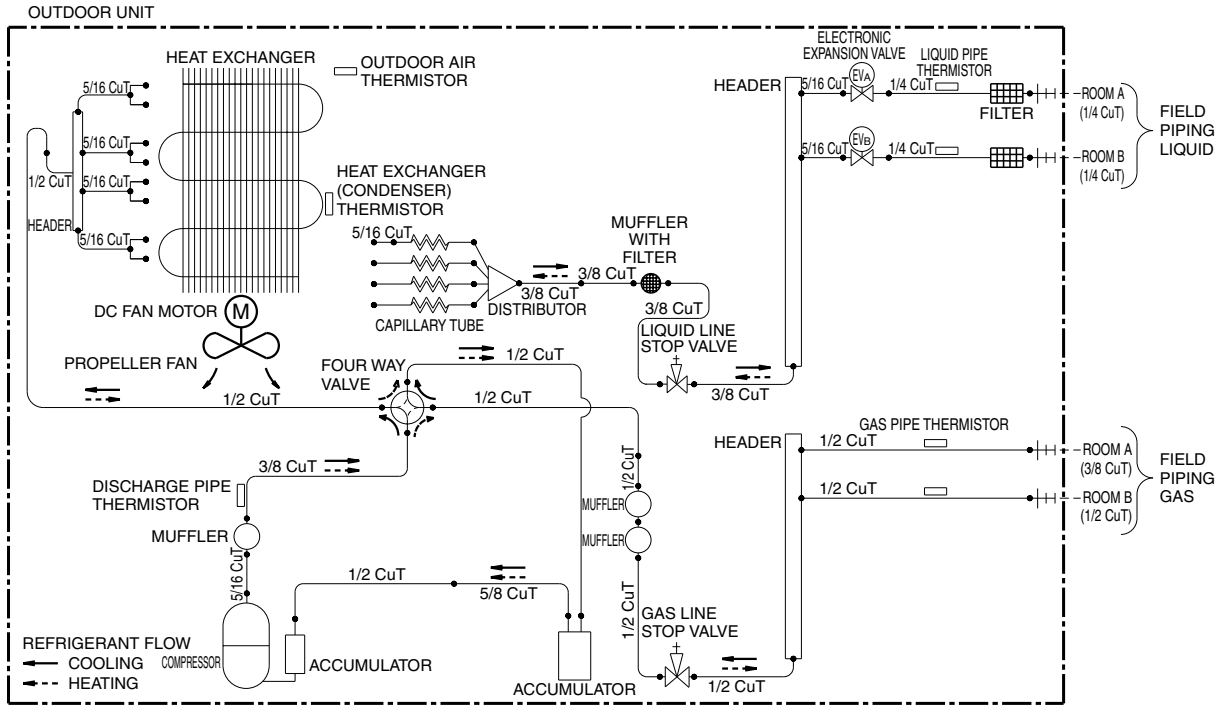 OUTDOOR UNIT
HEAT EXCHANGER
OUTDOOR AIR
THERMISTOR
5/16 CuT
5/16 CuT
5/16 CuT
5/16 CuT
1/2 CuT
HEADER
HEAT EXCHANGER
(CONDENSER)
THERMISTOR
5/16 CuT
CAPILLARY TUBE
DISTRIBUTOR
3/8 CuT
3/8 CuT
MUFFLER
WITH
FILTER
3/8 CuT
LIQUID LINE
STOP VALVE
3/8 CuT
HEADER
ELECTRONIC
EXPANSION VALVE
LIQUID PIPE
THERMISTOR
5/16 CuT
EVA
1/4 CuT
FILTER
ROOM A
(1/4 CuT)
5/16 CuT
EVB
1/4 CuT
ROOM B
(1/4 CuT)
FIELD
PIPING
LIQUID
DC FAN MOTOR
M
PROPELLER FAN
1/2 CuT
FOUR WAY
VALVE
1/2 CuT
1/2 CuT
3/8 CuT
DISCHARGE PIPE
THERMISTOR
MUFFLER
5/16 CuT
COMPRESSOR
ACCUMULATOR
1/2 CuT
5/8 CuT
ACCUMULATOR
1/2 CuT
MUFFLER
MUFFLER
1/2 CuT
GAS LINE
STOP VALVE
1/2 CuT
HEADER
GAS PIPE THERMISTOR
1/2 CuT
ROOM A
(3/8 CuT)
1/2 CuT
ROOM B
(1/2 CuT)
FIELD
PIPING
GAS
REFRIGERANT FLOW
COOLING
HEATING